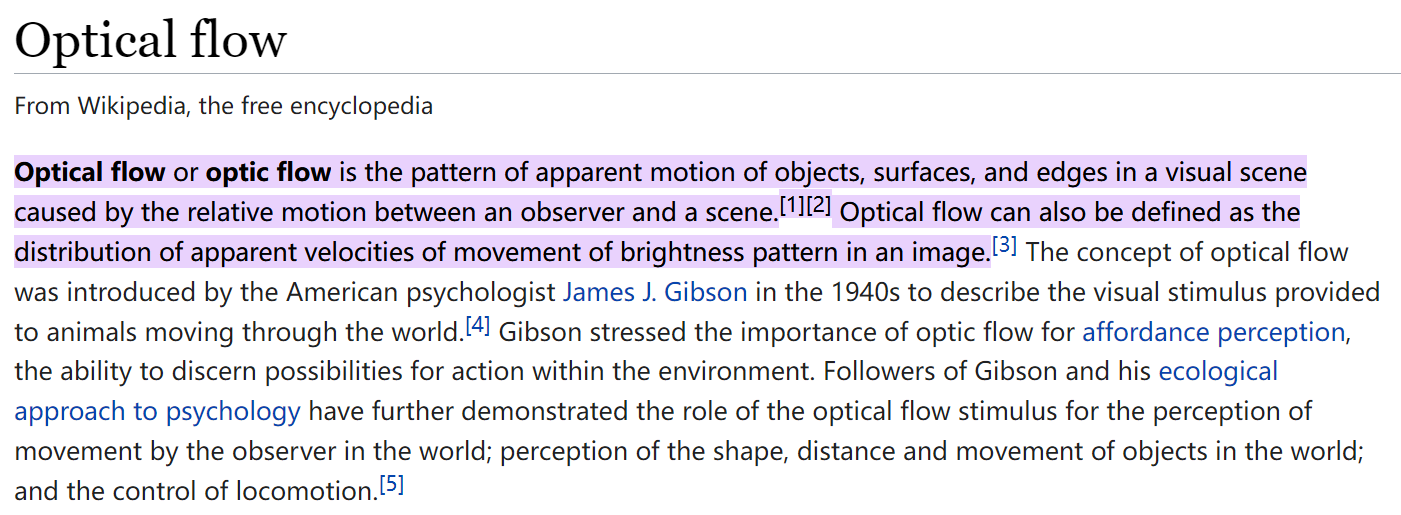 Optical flow
From Wikipedia, the free encyclopedia
Optical flow or optic flow is the pattern of apparent motion of objects, surfaces, and edges in a visual scene
caused by the relative motion between an observer and a scene.[1][2] Optical flow can also be defined as the
distribution of apparent velocities of movement of brightness pattern in an image.[3] The concept of optical flow
was introduced by the American psychologist James J. Gibson in the 1940s to describe the visual stimulus provided
to animals moving through the world.[4] Gibson stressed the importance of optic flow for affordance perception,
the ability to discern possibilities for action within the environment. Followers of Gibson and his ecological
approach to psychology have further demonstrated the role of the optical flow stimulus for the perception of
movement by the observer in the world; perception of the shape, distance and movement of objects in the world;
and the control of locomotion.[5]